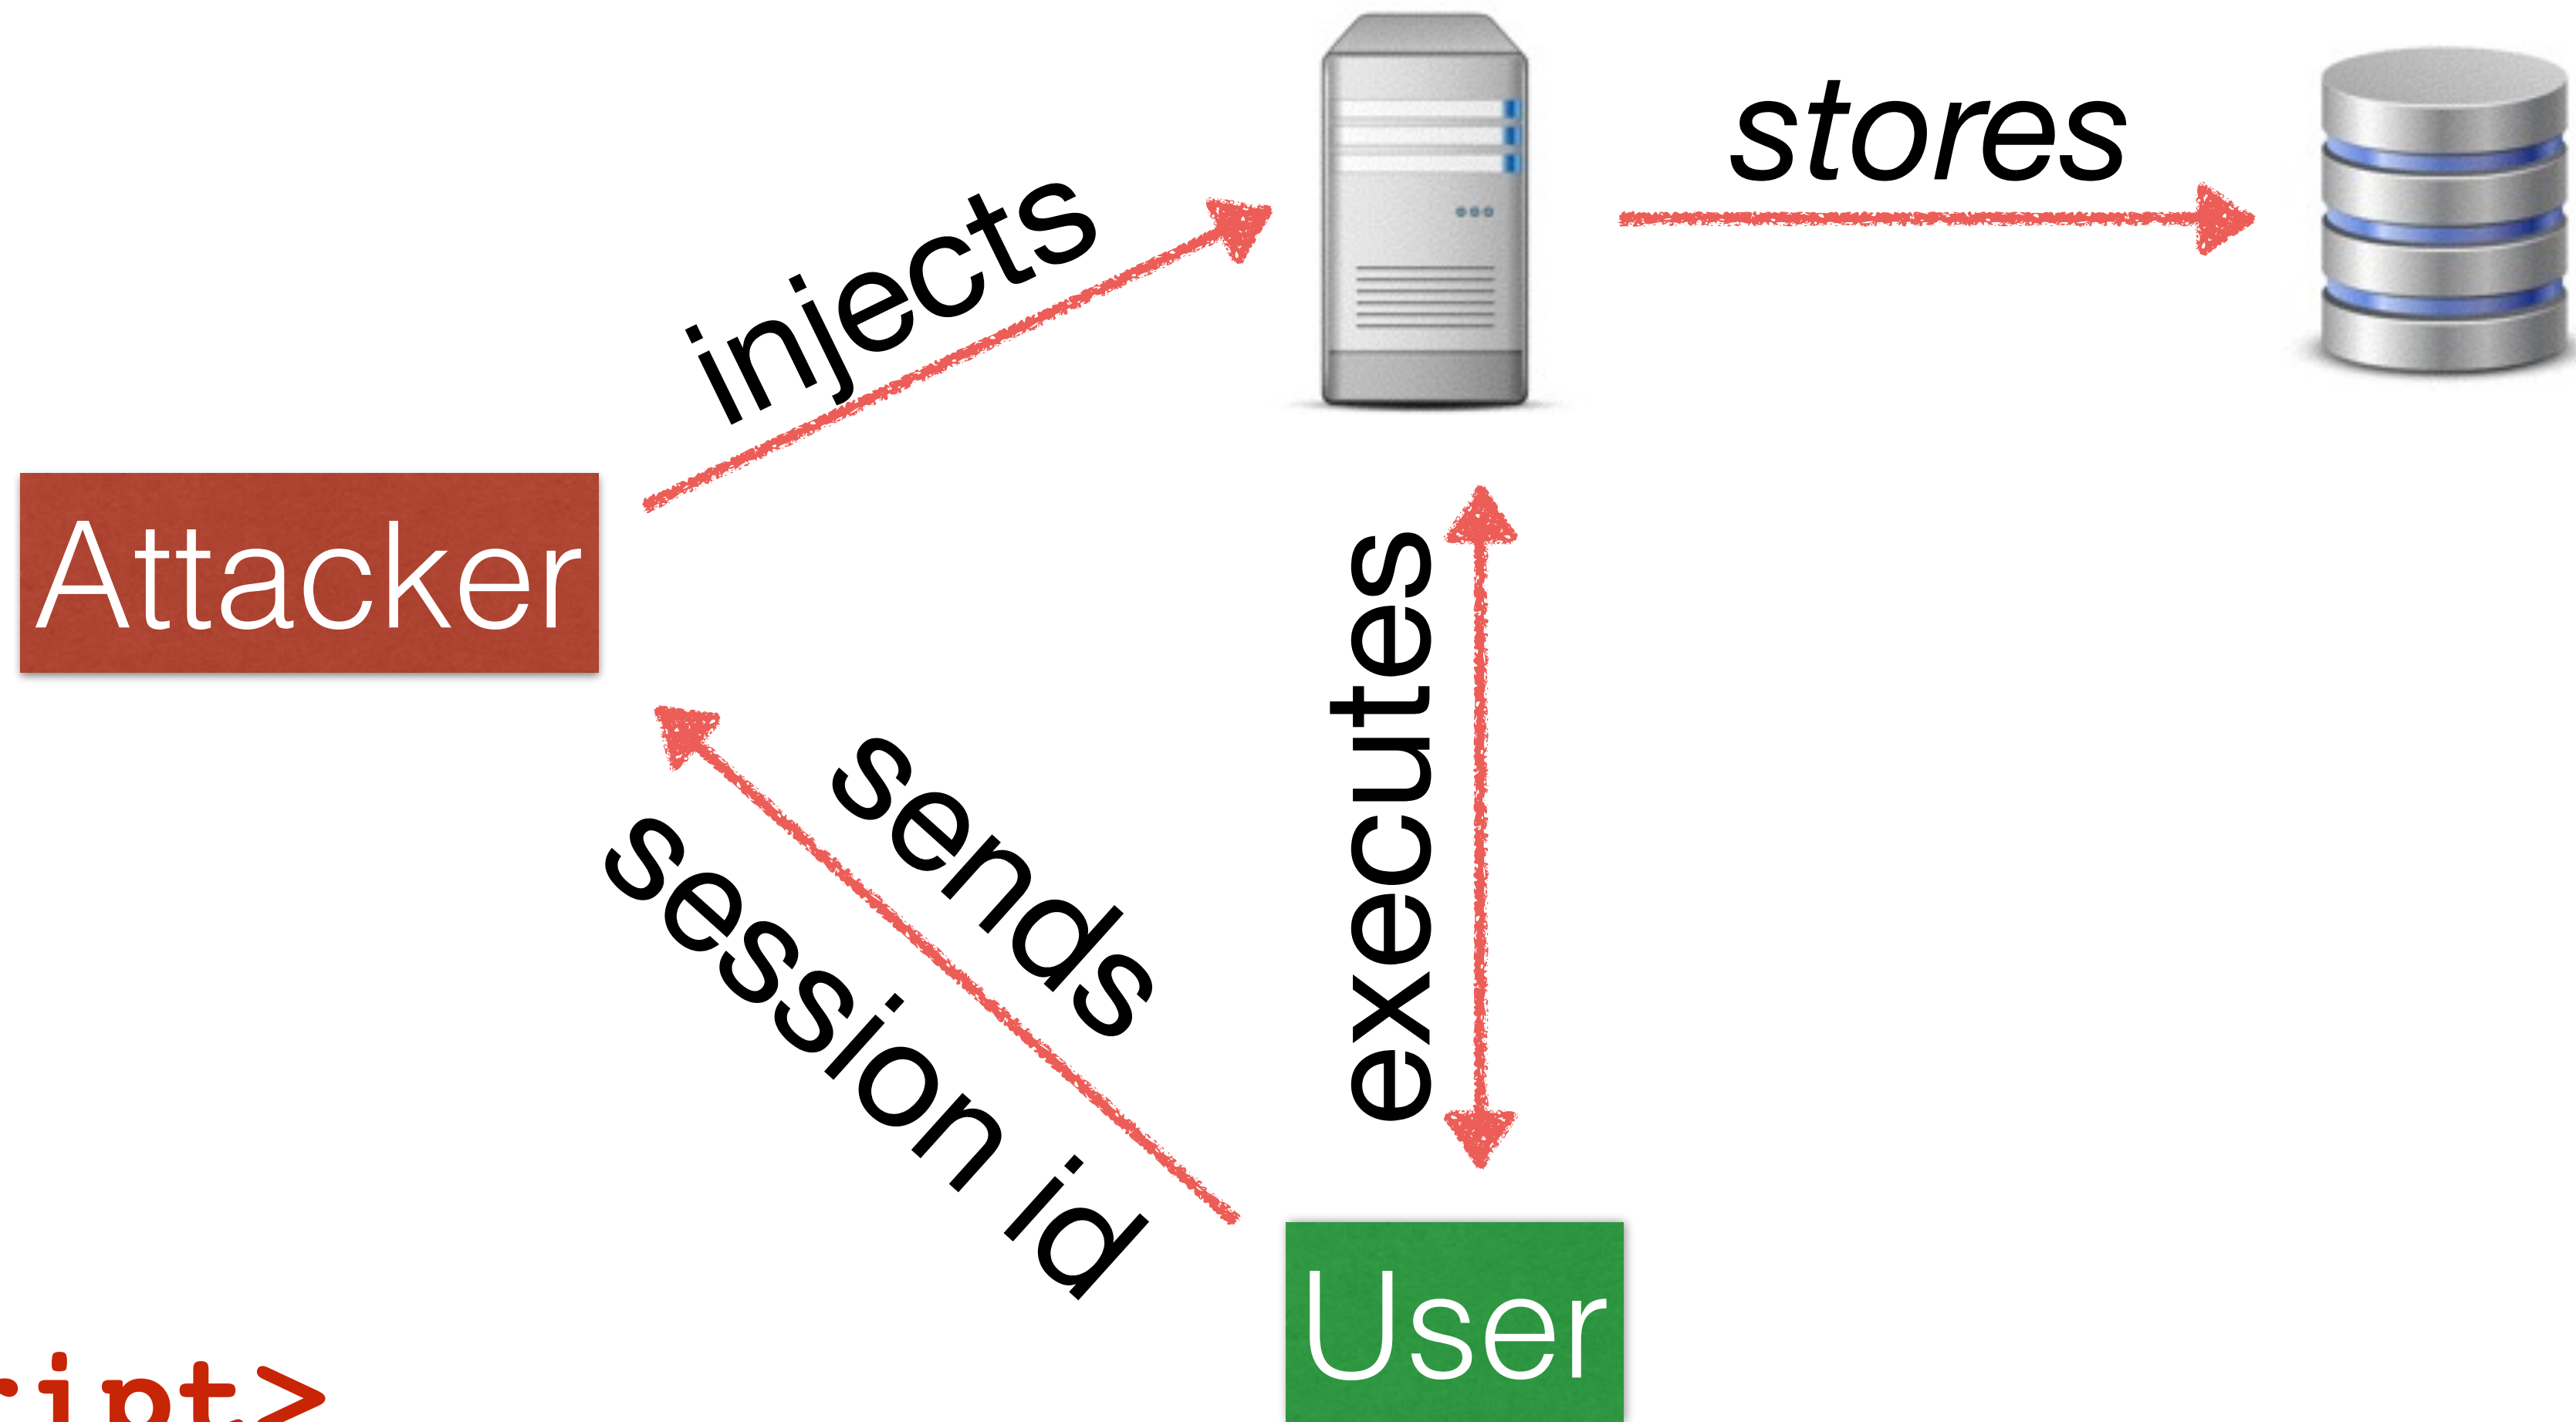 stores
injects
Attacker
executes
sends
session id
User
ript>